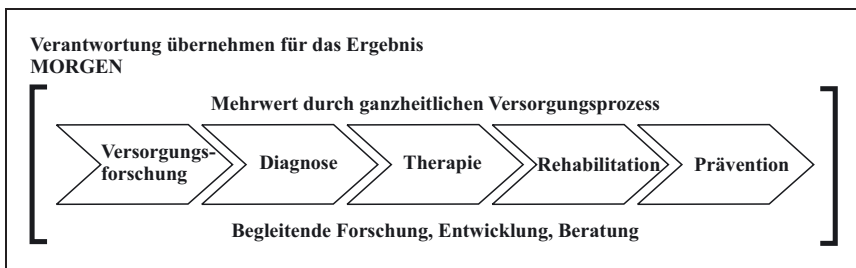 Verantwortung übernehmen für das Ergebnis
MORGEN
Mehrwert durch ganzheitlichen Versorgungsprozess
Versorgungs-
forschung
Diagnose
Therapie
Rehabilitation
Prävention
Begleitende Forschung, Entwicklung, Beratung